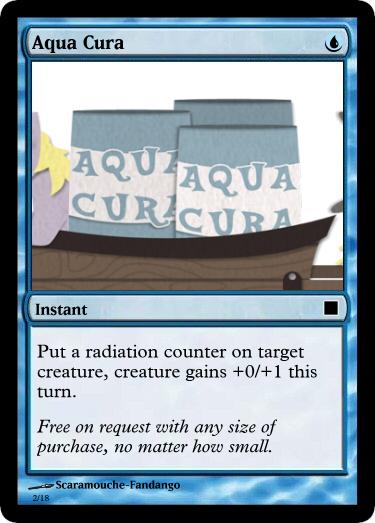 Aqua Cura
AQUA
CURA
AQUA
CURA
Instant
Put a radiation counter on target
creature, creature gains +0/+1 this
turn.
Free on request with any size of
purchase, no matter how small.
Scaramouche-Fandango
2/18